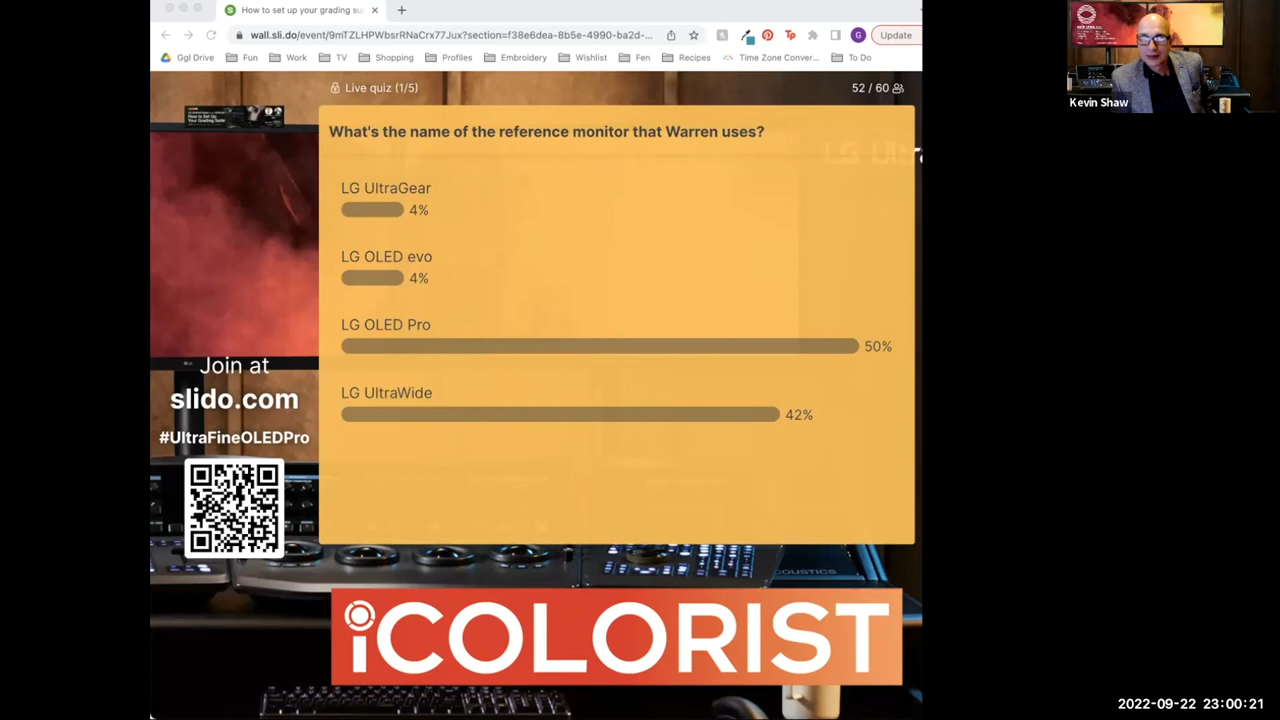 How to set up your grading su
wall.sli.do/event/9mTZLHPWbsrKNaCrx77Jux?section=f38e6dea-8b5e-4990-ba2d-...
Update
Ggl Drive
Fun
Work
TV
Shopping
Profiles
Embroidery
Wishlist
Fen
Recipes
Time Zone Conver...
To Do
Live quiz (1/5)
52 / 60
What's the name of the reference monitor that Warren uses?
LG UltraGear
4%
LG OLED evo
4%
LG OLED Pro
50%
LG UltraWide
42%
Join at
slido.com
#UltraFineOLEDPro
iCOLORIST
Kevin Shaw
2022-09-22 23:00:21